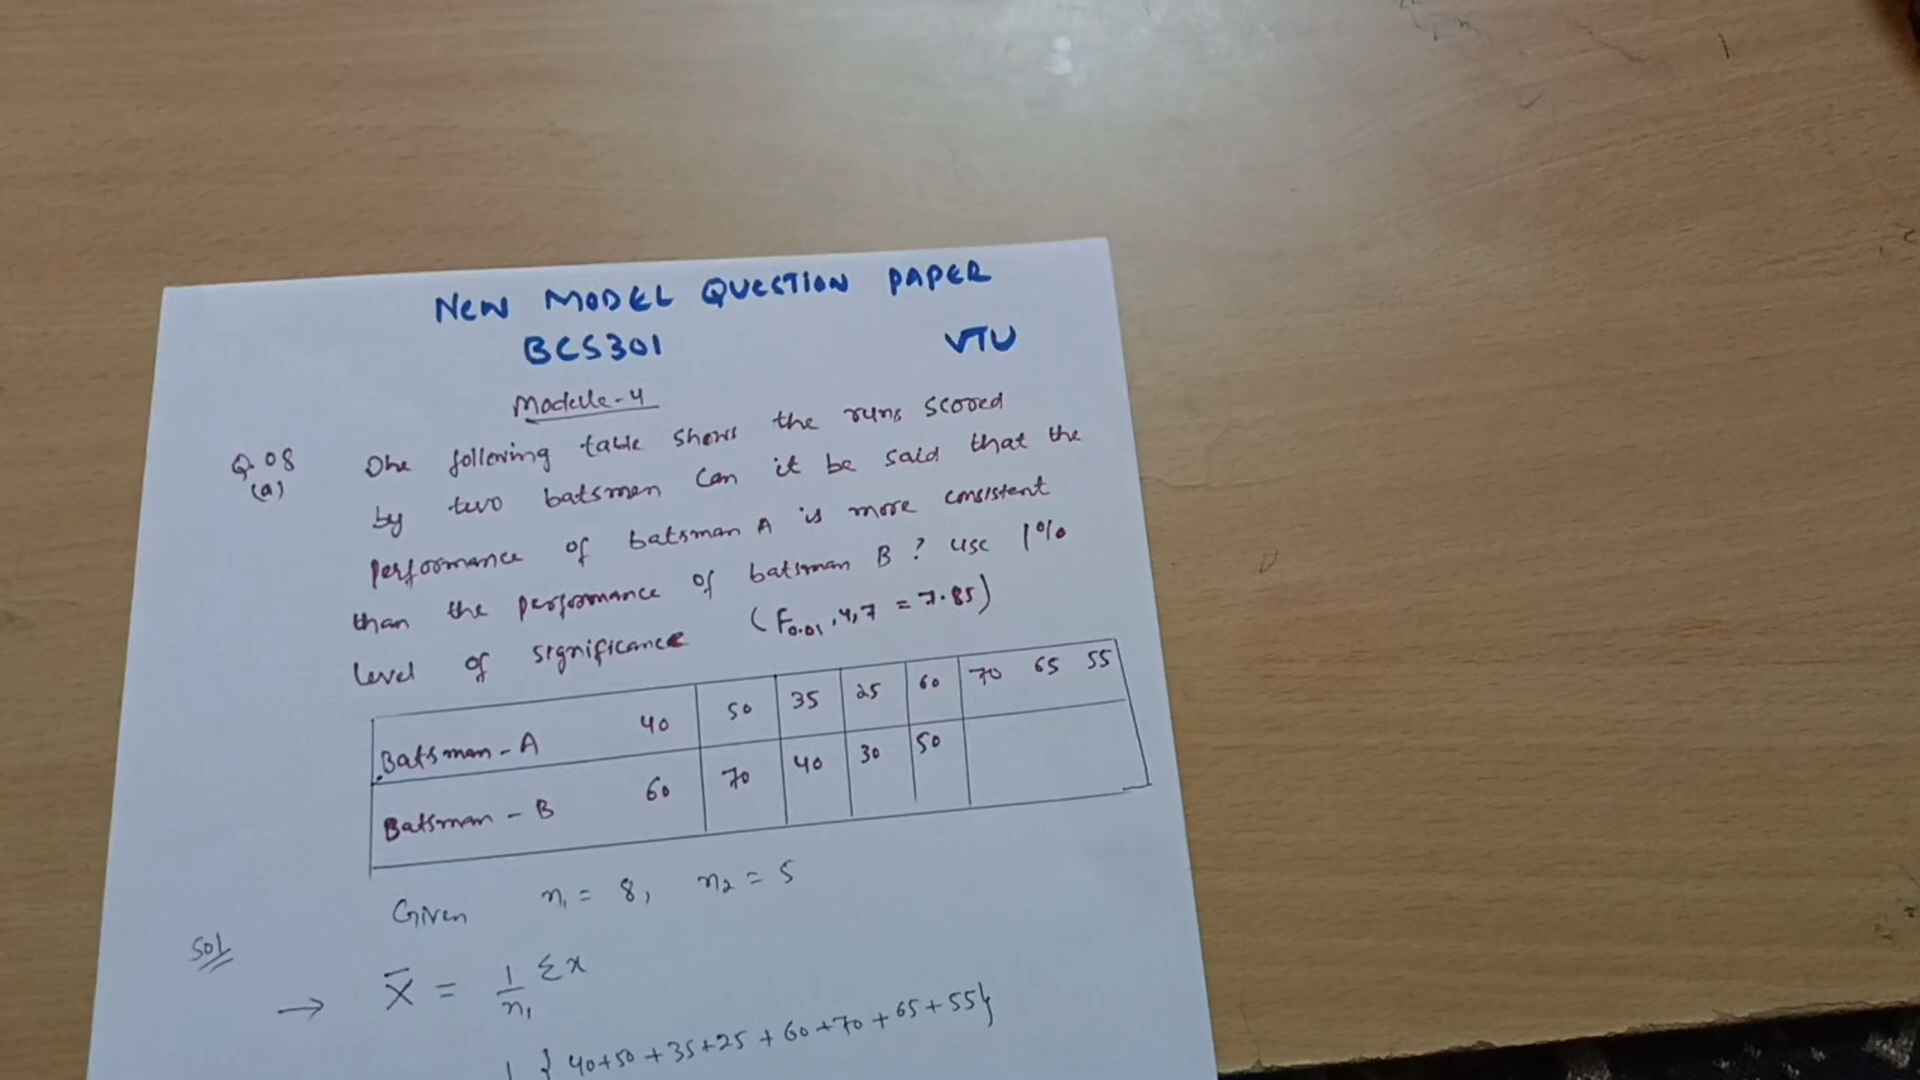 NEW MODEL QUESTION PAPER
BCS301 VTU
Module-4
Q.08 The following table shows the runs scored
(a) by two batsmen can it be said that the
performance of batsman A is more consistent
than the performance of batsman B ? use 1%
level of significance (F0.01, 4,7 = 7.85)
Batsman-A 40 50 35 25 60 70 65 55
Batsman-B 60 70 40 30 50
Sol Given n₁ = 8, n₂ = 5
→ x̄ = 1/n₁ Σx
1 { 40+50+35+25+60+70+65+55}